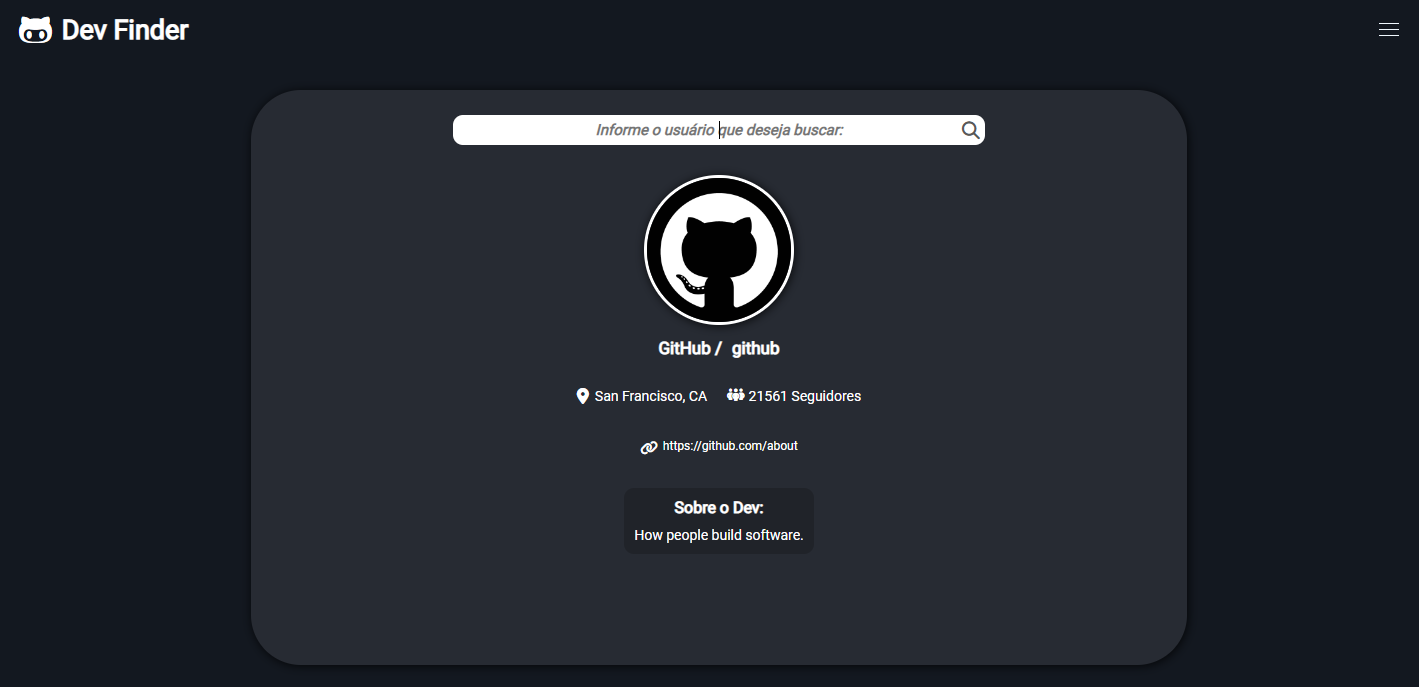 Dev Finder
Informe o usuário que deseja buscar:
GitHub / github
San Francisco, CA 21561 Seguidores
https://github.com/about
Sobre o Dev:
How people build software.